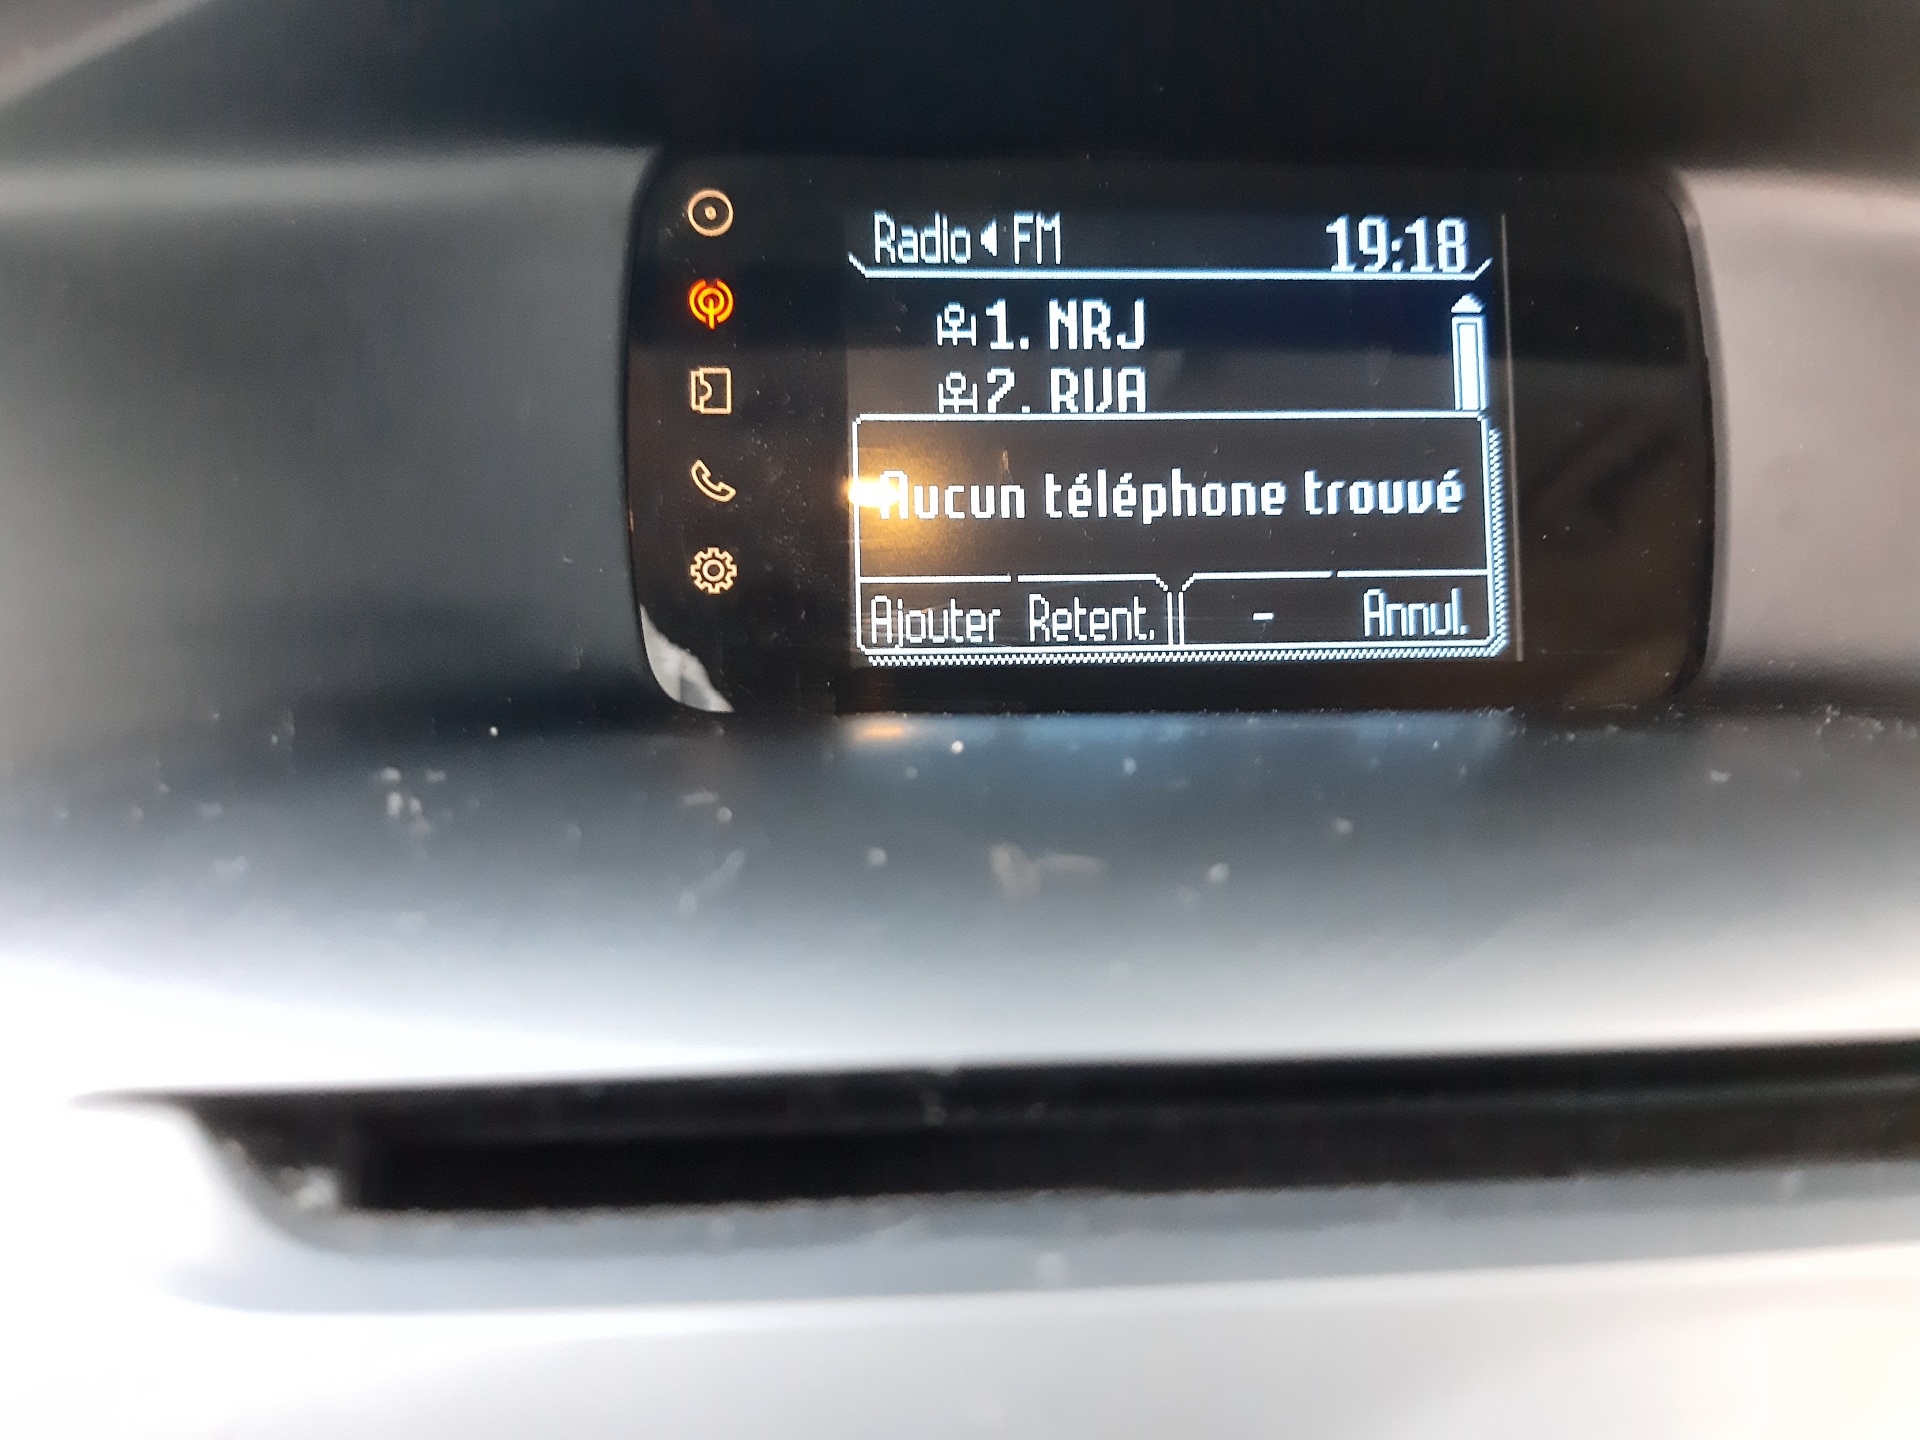 Radio FM 19:18
1. NRJ
2. RVA
Aucun téléphone trouvé
Ajouter Retent. - Annul.